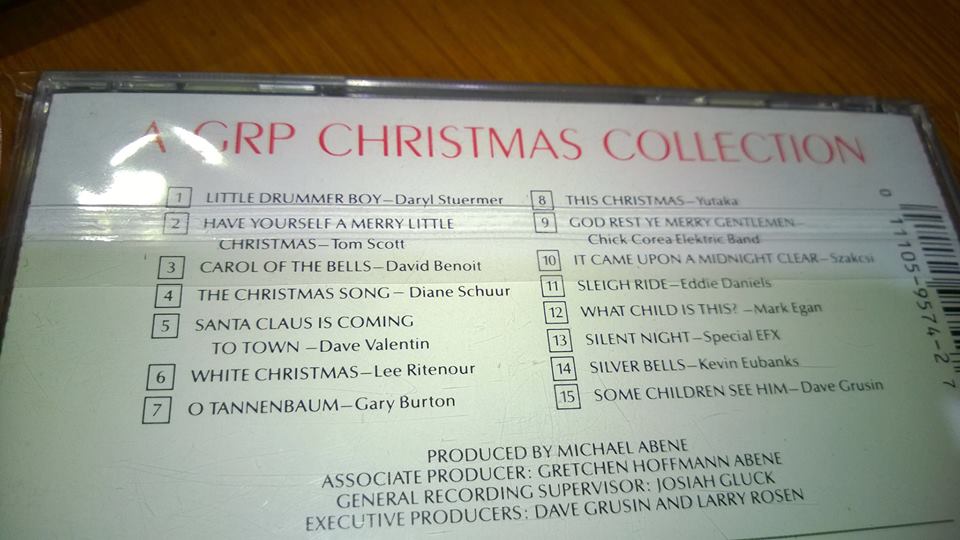 A GRP CHRISTMAS COLLECTION
1 LITTLE DRUMMER BOY—Daryl Stuermer
2 HAVE YOURSELF A MERRY LITTLE
CHRISTMAS—Tom Scott
3 CAROL OF THE BELLS—David Benoit
4 THE CHRISTMAS SONG—Diane Schuur
5 SANTA CLAUS IS COMING
TO TOWN—Dave Valentin
6 WHITE CHRISTMAS—Lee Ritenour
7 O TANNENBAUM—Gary Burton
8 THIS CHRISTMAS—Yutaka
9 GOD REST YE MERRY GENTLEMEN—
Chick Corea Elektric Band
10 IT CAME UPON A MIDNIGHT CLEAR—Szakcsi
11 SLEIGH RIDE—Eddie Daniels
12 WHAT CHILD IS THIS?—Mark Egan
13 SILENT NIGHT—Special EFX
14 SILVER BELLS—Kevin Eubanks
15 SOME CHILDREN SEE HIM—Dave Grusin
PRODUCED BY MICHAEL ABENE
ASSOCIATE PRODUCER: GRETCHEN HOFFMANN ABENE
GENERAL RECORDING SUPERVISOR: JOSIAH GLUCK
EXECUTIVE PRODUCERS: DAVE GRUSIN AND LARRY ROSEN
0 11105-9574-2 7